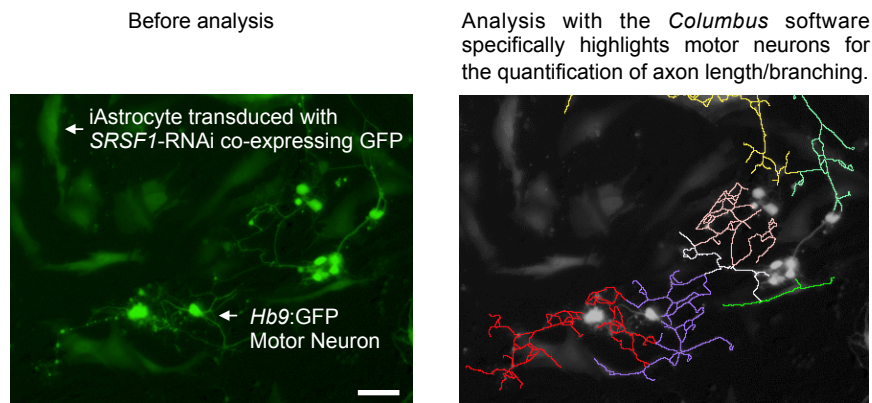 Before analysis
Analysis with the Columbus software
specifically highlights motor neurons for
the quantification of axon length/branching.
iAstrocyte transduced with
SRSF1-RNAi co-expressing GFP
Hb9:GFP
Motor Neuron